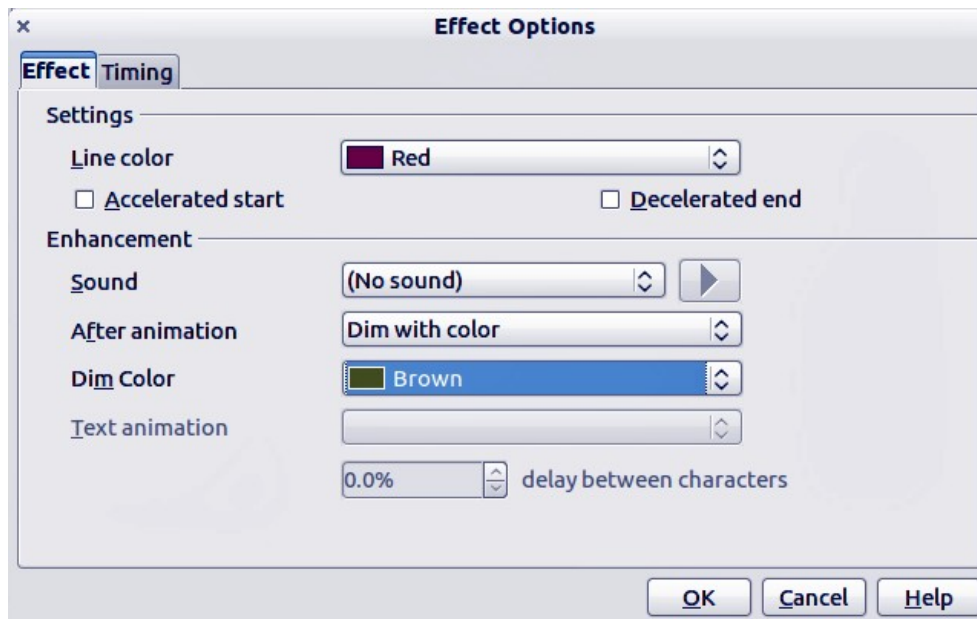 Effect Options
Effect Timing
Settings
Line color Red
Accelerated start Decelerated end
Enhancement
Sound (No sound)
After animation Dim with color
Dim Color Brown
Text animation
0.0% delay between characters
OK Cancel Help